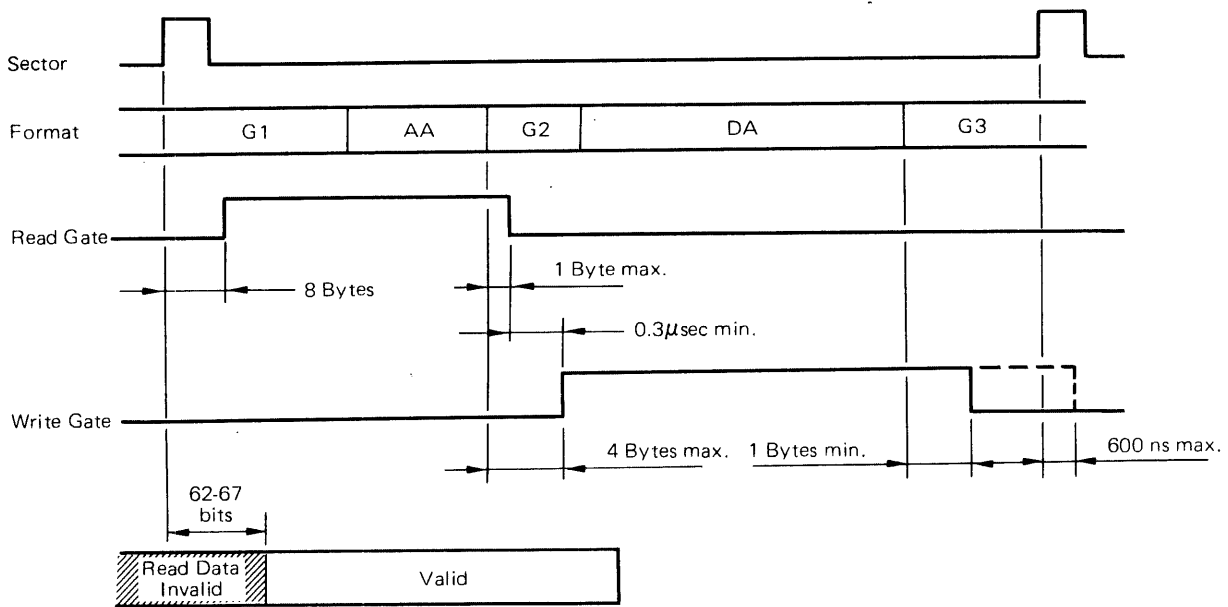 Sector
Format
G1 AA G2 DA G3
Read Gate
1 Byte max.
8 Bytes
0.3μsec min.
Write Gate
4 Bytes max. 1 Bytes min. 600 ns max.
62-67
bits
Read Data
Invalid
Valid